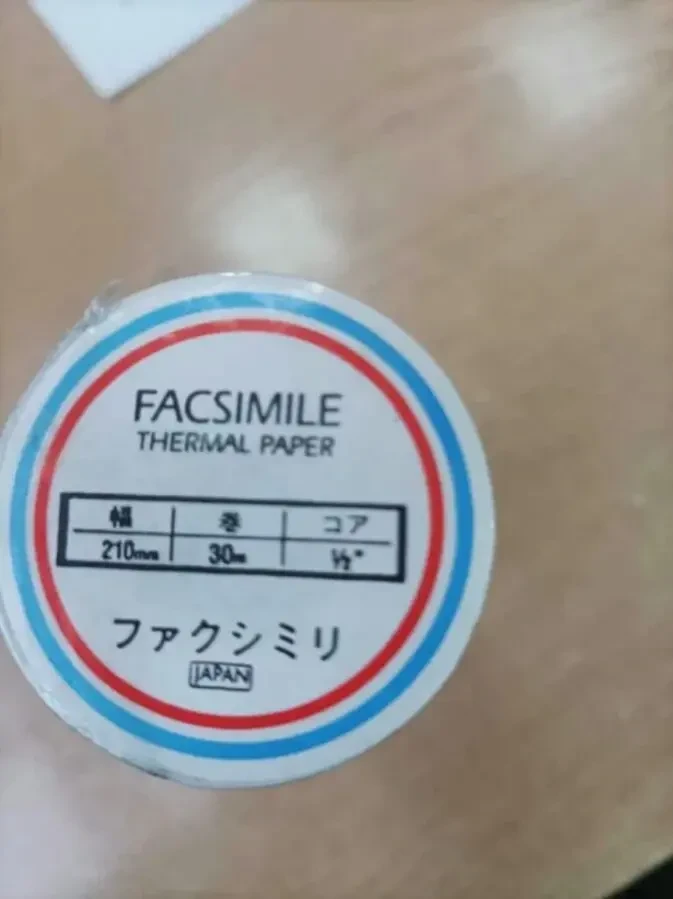 FACSIMILE
THERMAL PAPER
幅 巻 コア
210mm 30m ½"
ファクシミリ
JAPAN